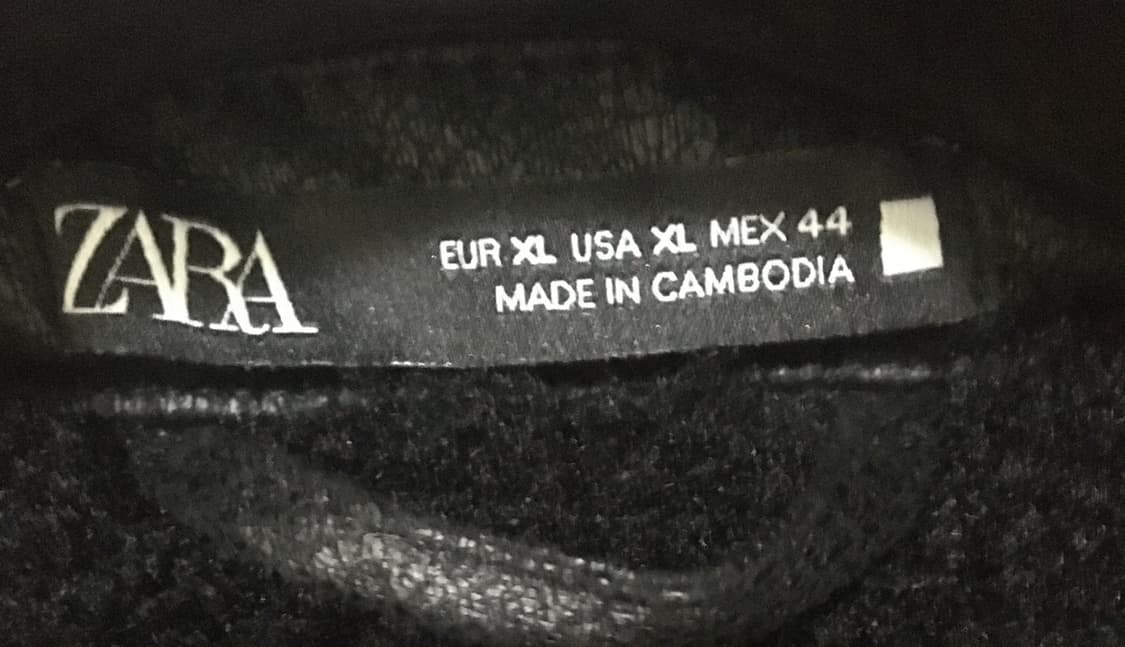 ZARA
EUR XL USA XL MEX 44
MADE IN CAMBODIA